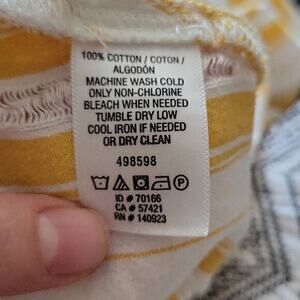 100% COTTON / COTON /
ALGODÓN
MACHINE WASH COLD
ONLY NON-CHLORINE
BLEACH WHEN NEEDED
TUMBLE DRY LOW
COOL IRON IF NEEDED
OR DRY CLEAN
498598
P
ID # 70166
CA # 57421
RN # 140923